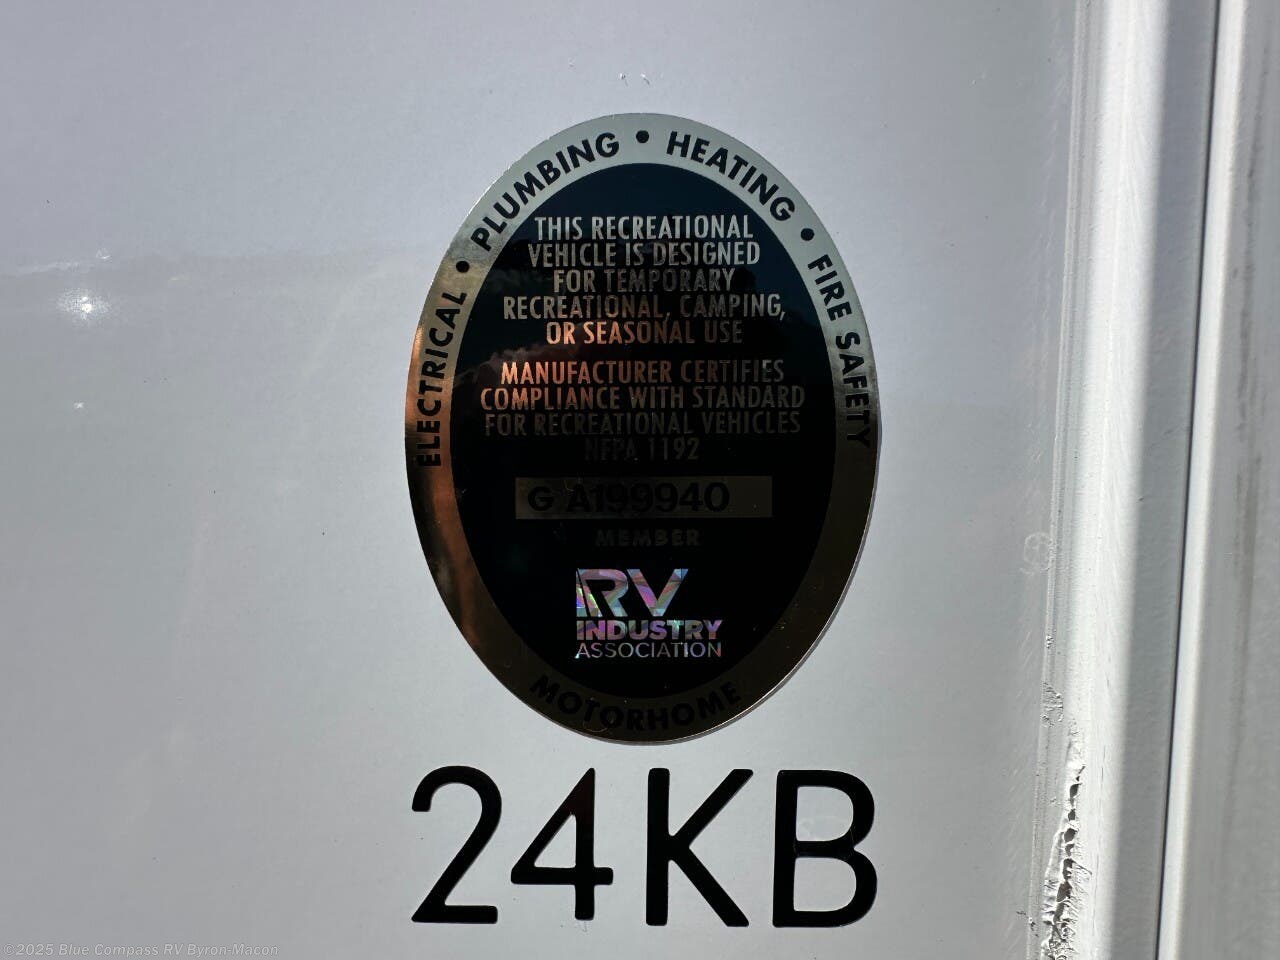 ELECTRICAL • PLUMBING • HEATING • FIRE SAFETY
THIS RECREATIONAL
VEHICLE IS DESIGNED
FOR TEMPORARY
RECREATIONAL, CAMPING,
OR SEASONAL USE
MANUFACTURER CERTIFIES
COMPLIANCE WITH STANDARD
FOR RECREATIONAL VEHICLES
NFPA 1192
G A199940
MEMBER
RV
INDUSTRY
ASSOCIATION
MOTORHOME
24KB
©2025 Blue Compass RV Byron-Macon